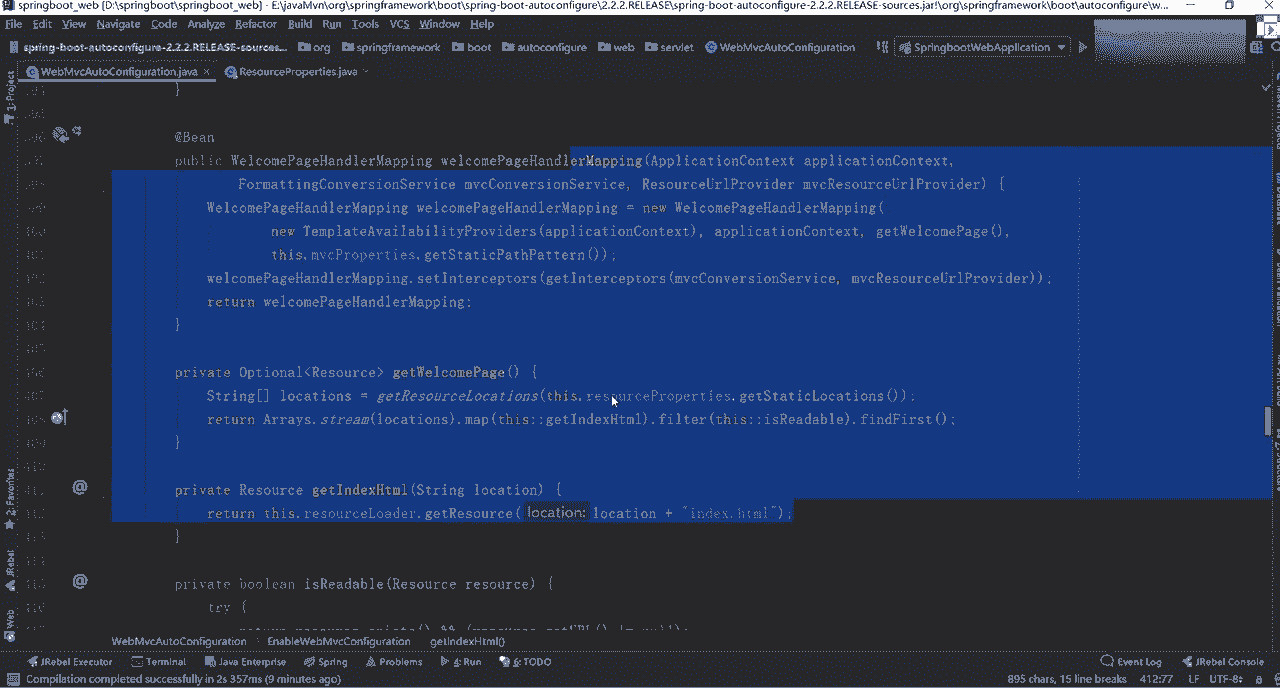 springboot_web [D:\springboot\springboot_web] - E:\javaMvn\org\springframework\boot\spring-boot-autoconfigure\2.2.2.RELEASE\spring-boot-autoconfigure-2.2.2.RELEASE-sources.jar!\org\springframework\boot\autoconfigure\w...
File Edit View Navigate Code Analyze Refactor Build Run Tools VCS Window Help
spring-boot-autoconfigure-2.2.2.RELEASE-sources... org springframework boot autoconfigure web servlet WebMvcAutoConfiguration SpringbootWebApplication
WebMvcAutoConfiguration.java × ResourceProperties.java ×
1: Project
}
@Bean
public WelcomePageHandlerMapping welcomePageHandlerMapping(ApplicationContext applicationContext,
FormattingConversionService mvcConversionService, ResourceUrlProvider mvcResourceUrlProvider) {
WelcomePageHandlerMapping welcomePageHandlerMapping = new WelcomePageHandlerMapping(
new TemplateAvailabilityProviders(applicationContext), applicationContext, getWelcomePage(),
this.mvcProperties.getStaticPathPattern());
welcomePageHandlerMapping.setInterceptors(getInterceptors(mvcConversionService, mvcResourceUrlProvider));
return welcomePageHandlerMapping;
}
private Optional<Resource> getWelcomePage() {
String[] locations = getResourceLocations(this.resourceProperties.getStaticLocations());
return Arrays.stream(locations).map(this::getIndexHtml).filter(this::isReadable).findFirst();
}
private Resource getIndexHtml(String location) {
return this.resourceLoader.getResource( location: location + "index.html");
}
private boolean isReadable(Resource resource) {
try {
return resource.exists() && (resource.getURL() != null);
2: Favorites
JRebel
Web
WebMvcAutoConfiguration EnableWebMvcConfiguration getIndexHtml()
JRebel Executor Terminal Java Enterprise Spring Problems 4: Run 6: TODO Event Log JRebel Console
Compilation completed successfully in 2s 357ms (9 minutes ago) 895 chars, 15 line breaks 412:77 LF UTF-8